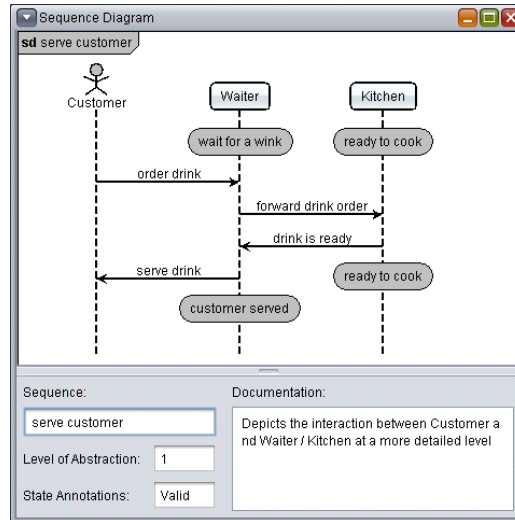 Sequence Diagram
sd serve customer
Customer
Waiter
Kitchen
wait for a wink
ready to cook
order drink
forward drink order
drink is ready
serve drink
ready to cook
customer served
Sequence:
serve customer
Level of Abstraction: 1
State Annotations: Valid
Documentation:
Depicts the interaction between Customer a
nd Waiter / Kitchen at a more detailed level